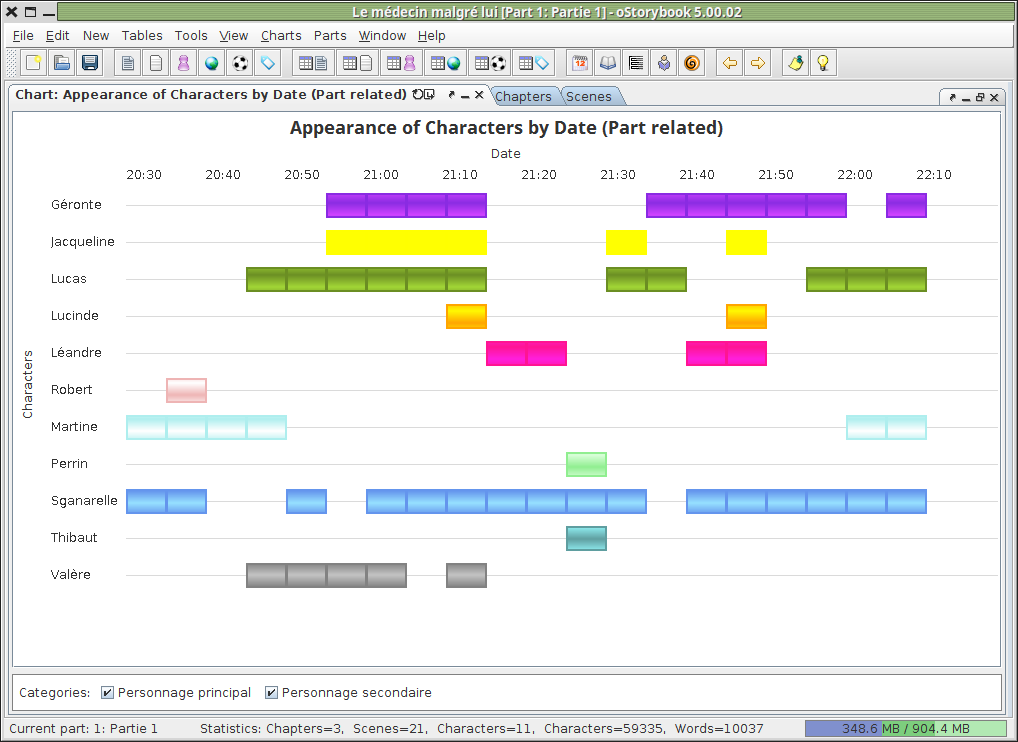 Le médecin malgré lui [Part 1: Partie 1] - oStorybook 5.00.02
File Edit New Tables Tools View Charts Parts Window Help
12
Chart: Appearance of Characters by Date (Part related) Chapters Scenes
Appearance of Characters by Date (Part related)
Date
20:30 20:40 20:50 21:00 21:10 21:20 21:30 21:40 21:50 22:00 22:10
Géronte
Jacqueline
Lucas
Lucinde
Léandre
Robert
Martine
Perrin
Sganarelle
Thibaut
Valère
Characters
Categories: Personnage principal Personnage secondaire
Current part: 1: Partie 1 Statistics: Chapters=3, Scenes=21, Characters=11, Characters=59335, Words=10037 348.6 MB / 904.4 MB